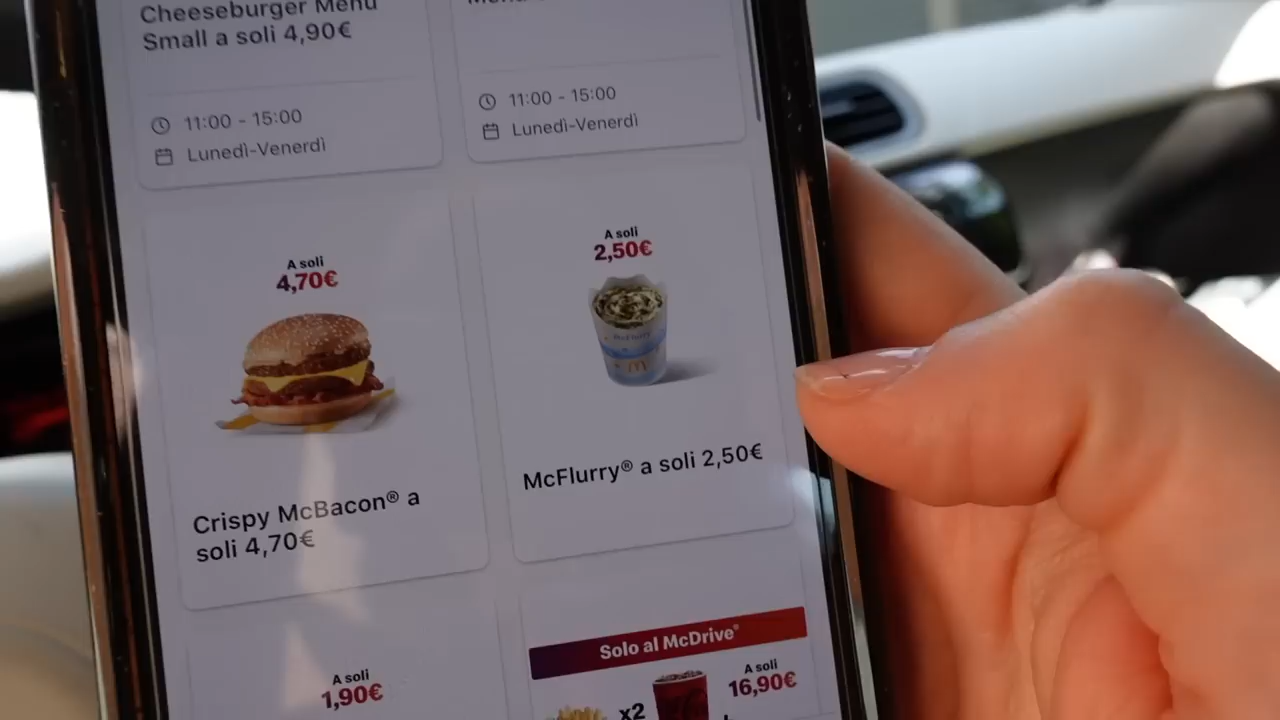 Cheeseburger Menu
Small a soli 4,90€
11:00 - 15:00
Lunedì-Venerdì
11:00 - 15:00
Lunedì-Venerdì
A soli
4,70€
Crispy McBacon® a
soli 4,70€
A soli
2,50€
McFlurry
McFlurry® a soli 2,50€
A soli
1,90€
Solo al McDrive®
x2
A soli
16,90€